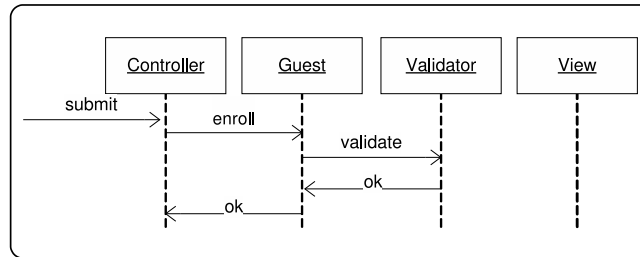 Controller
Guest
Validator
View
submit
enroll
validate
ok
ok